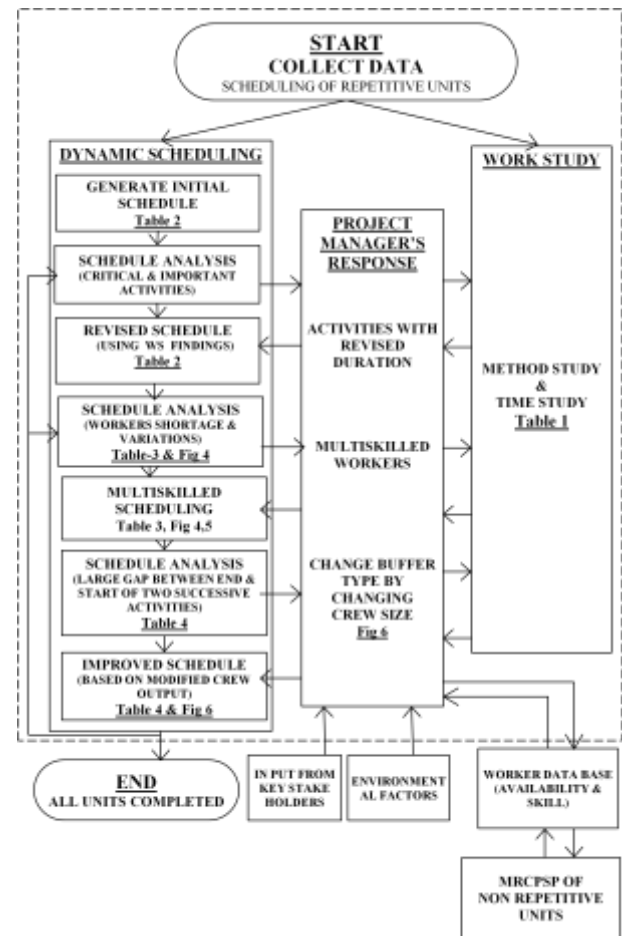 START
COLLECT DATA
SCHEDULING OF REPETITIVE UNITS
DYNAMIC SCHEDULING
GENERATE INITIAL
SCHEDULE
Table 2
SCHEDULE ANALYSIS
(CRITICAL & IMPORTANT
ACTIVITIES)
REVISED SCHEDULE
(USING WS FINDINGS)
Table 2
SCHEDULE ANALYSIS
(WORKERS SHORTAGE &
VARIATIONS)
Table-3 & Fig 4
MULTISKILLED
SCHEDULING
Table 3, Fig 4,5
SCHEDULE ANALYSIS
(LARGE GAP BETWEEN END &
START OF TWO SUCCESSIVE
ACTIVITIES)
Table 4
IMPROVED SCHEDULE
(BASED ON MODIFIED CREW
OUTPUT)
Table 4 & Fig 6
END
ALL UNITS COMPLETED
PROJECT
MANAGER'S
RESPONSE
ACTIVITIES WITH
REVISED
DURATION
MULTISKILLED
WORKERS
CHANGE BUFFER
TYPE BY
CHANGING
CREW SIZE
Fig 6
WORK STUDY
METHOD STUDY
&
TIME STUDY
Table 1
IN PUT FROM
KEY STAKE
HOLDERS
ENVIRONMENT
AL FACTORS
WORKER DATA BASE
(AVAILABILITY &
SKILL)
MRCPSP OF
NON REPETITIVE
UNITS